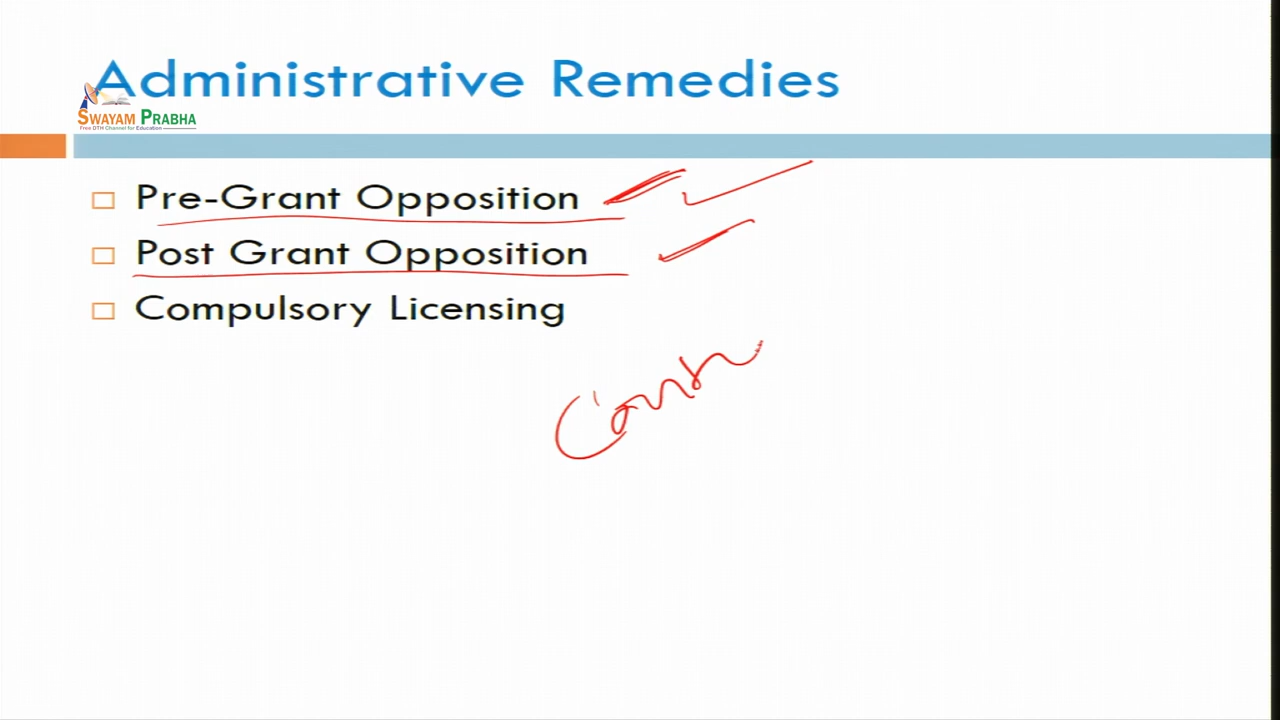 Administrative Remedies
SWAYAM PRABHA
Free DTH Channel for Education
Pre-Grant Opposition
Post Grant Opposition
Compulsory Licensing